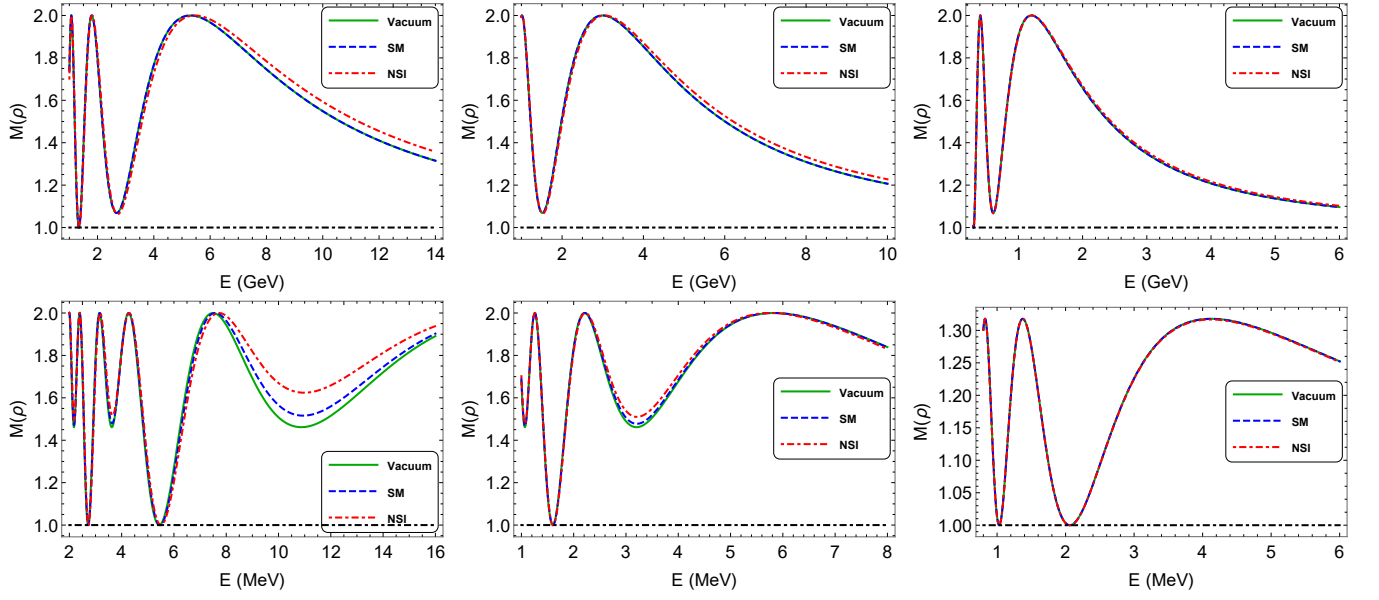 M(ρ)
2.0
1.8
1.6
1.4
1.2
1.0
2 4 6 8 10 12 14
E (GeV)
Vacuum
SM
NSI
M(ρ)
2.0
1.8
1.6
1.4
1.2
1.0
2 4 6 8 10
E (GeV)
Vacuum
SM
NSI
M(ρ)
2.0
1.8
1.6
1.4
1.2
1.0
1 2 3 4 5 6
E (GeV)
Vacuum
SM
NSI
M(ρ)
2.0
1.8
1.6
1.4
1.2
1.0
2 4 6 8 10 12 14 16
E (MeV)
Vacuum
SM
NSI
M(ρ)
2.0
1.8
1.6
1.4
1.2
1.0
1 2 3 4 5 6 7 8
E (MeV)
Vacuum
SM
NSI
M(ρ)
1.30
1.25
1.20
1.15
1.10
1.05
1.00
1 2 3 4 5 6
E (MeV)
Vacuum
SM
NSI